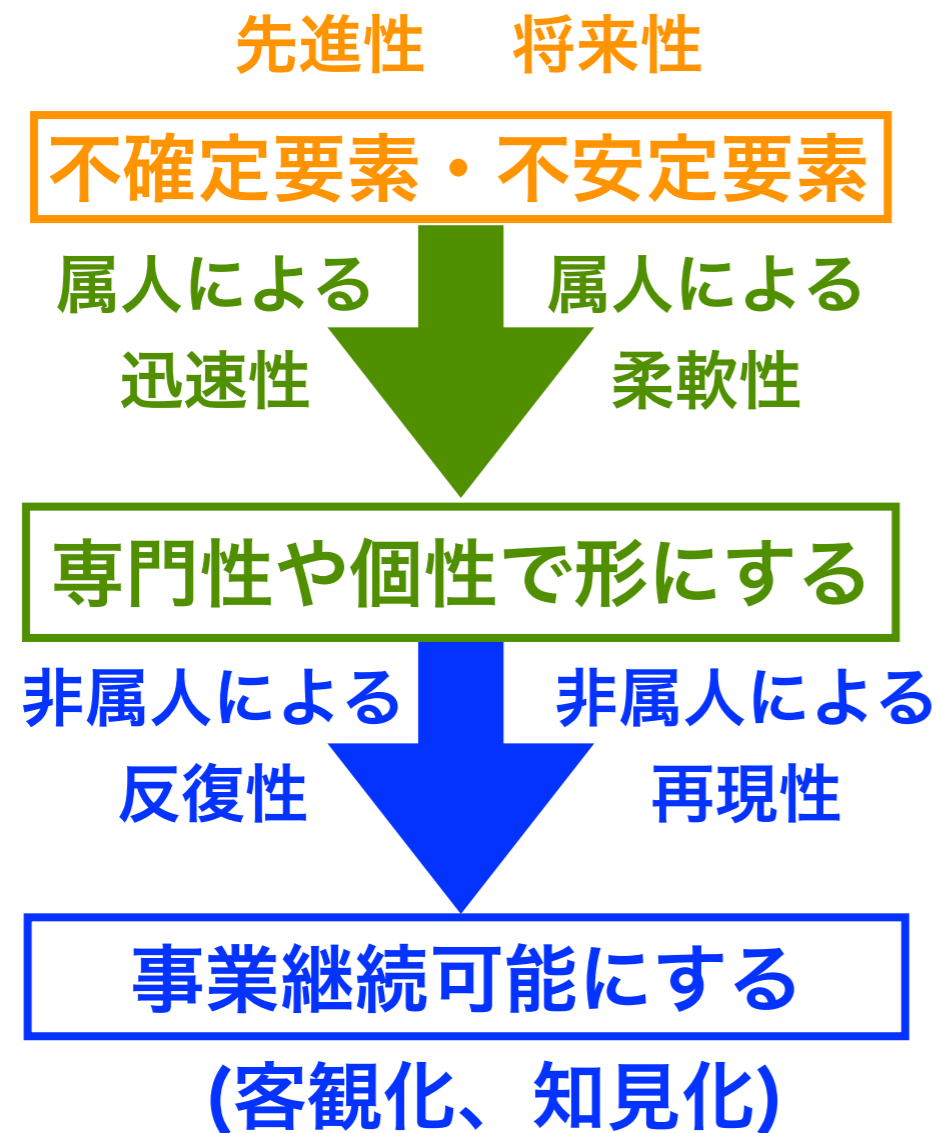 先進性　将来性
不確定要素・不安定要素
属人による　属人による
迅速性　柔軟性
専門性や個性で形にする
非属人による　非属人による
反復性　再現性
事業継続可能にする
(客観化、知見化)